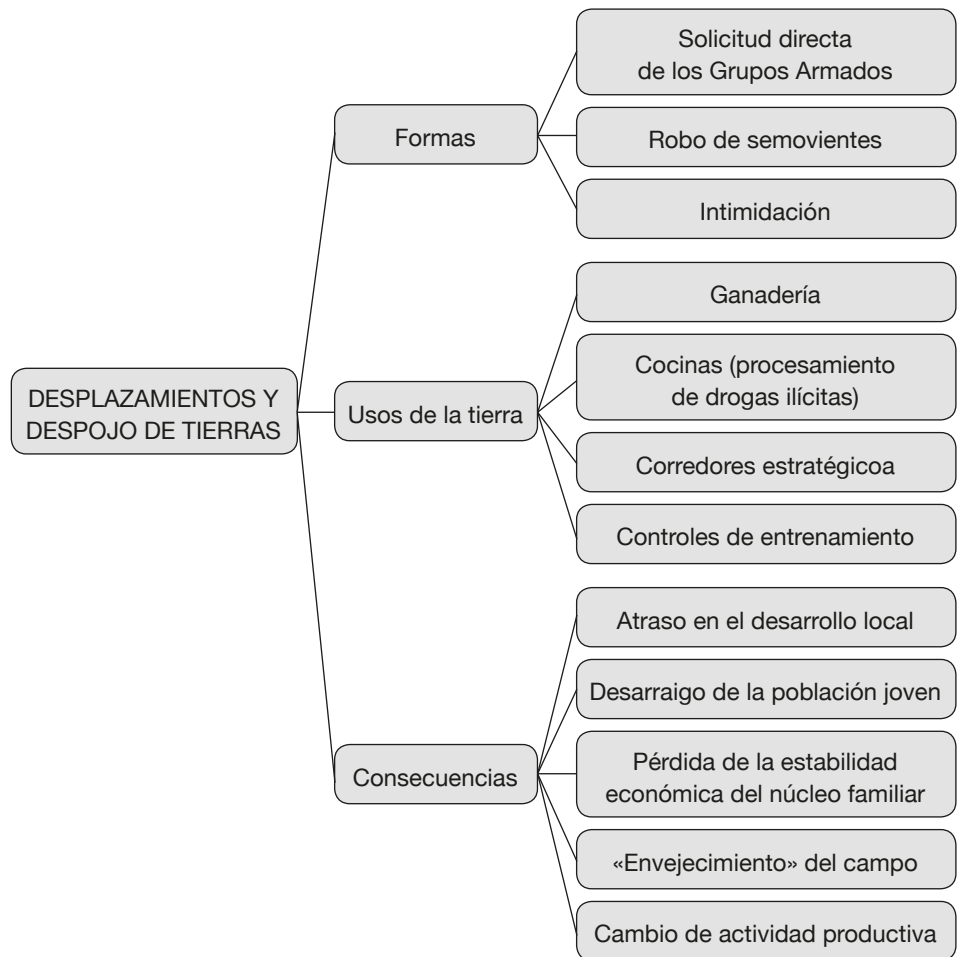 DESPLAZAMIENTOS Y
DESPOJO DE TIERRAS
Formas
Solicitud directa
de los Grupos Armados
Robo de semovientes
Intimidación
Usos de la tierra
Ganadería
Cocinas (procesamiento
de drogas ilícitas)
Corredores estratégicoa
Controles de entrenamiento
Consecuencias
Atraso en el desarrollo local
Desarraigo de la población joven
Pérdida de la estabilidad
económica del núcleo familiar
«Envejecimiento» del campo
Cambio de actividad productiva